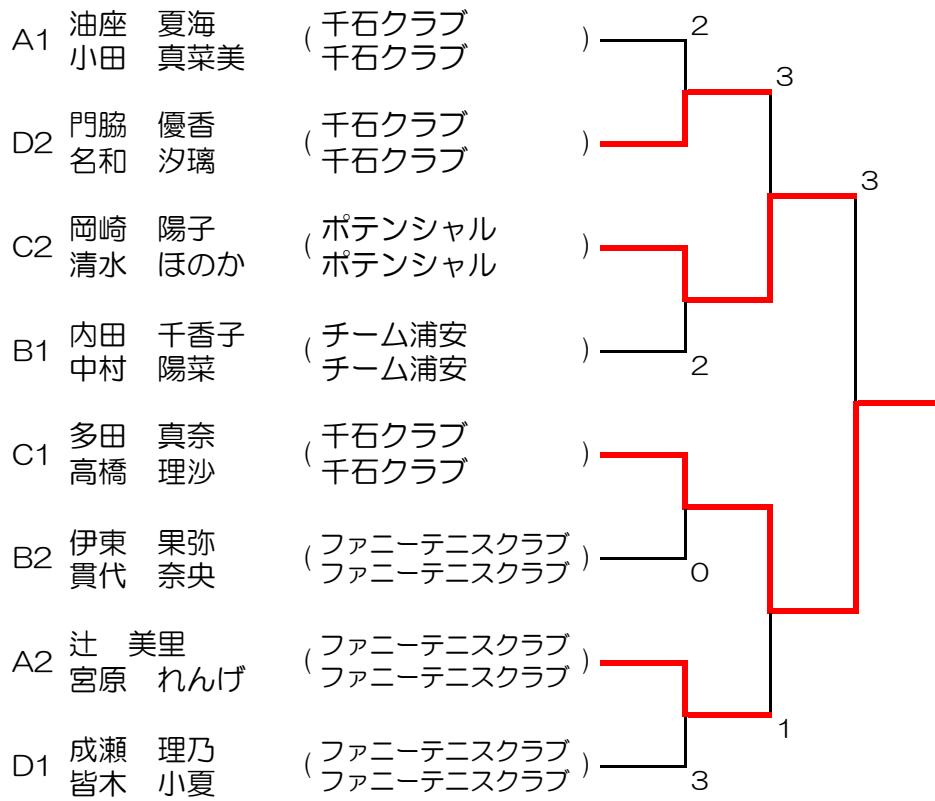 A1 油座 夏海 ( 千石クラブ ) 2
小田 真菜美 千石クラブ
3
D2 門脇 優香 ( 千石クラブ )
名和 汐璃 千石クラブ
3
C2 岡崎 陽子 ( ポテンシャル )
清水 ほのか ポテンシャル
B1 内田 千香子 ( チーム浦安 )
中村 陽菜 チーム浦安 2
C1 多田 真奈 ( 千石クラブ )
高橋 理沙 千石クラブ
B2 伊東 果弥 ( ファニーテニスクラブ )
貫代 奈央 ファニーテニスクラブ 0
A2 辻 美里 ( ファニーテニスクラブ )
宮原 れんげ ファニーテニスクラブ
1
D1 成瀬 理乃 ( ファニーテニスクラブ )
皆木 小夏 ファニーテニスクラブ 3